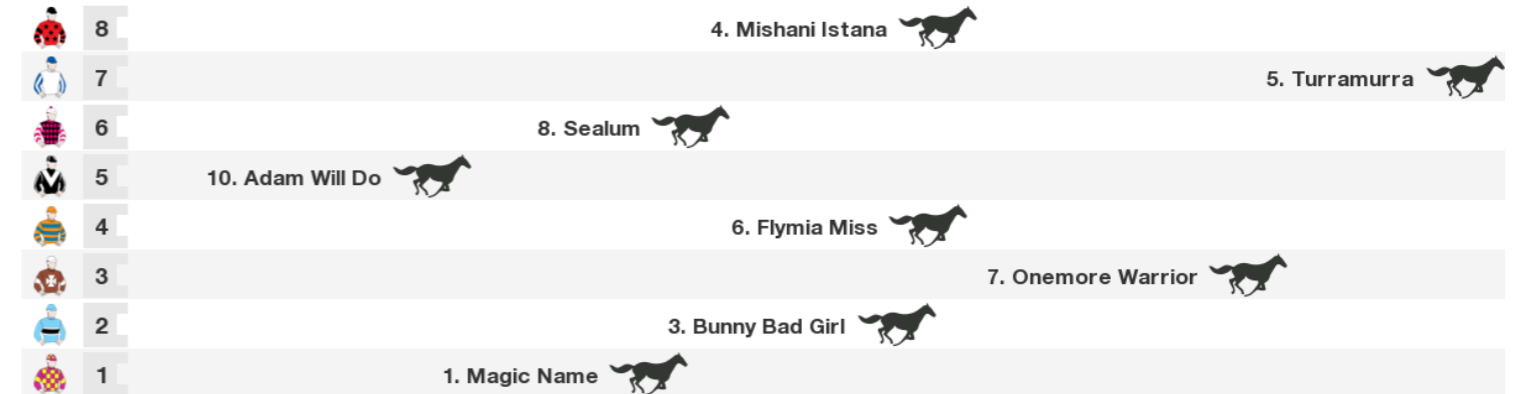 8 4. Mishani Istana
7 5. Turramurra
6 8. Sealum
5 10. Adam Will Do
4 6. Flymia Miss
3 7. Onemore Warrior
2 3. Bunny Bad Girl
1 1. Magic Name